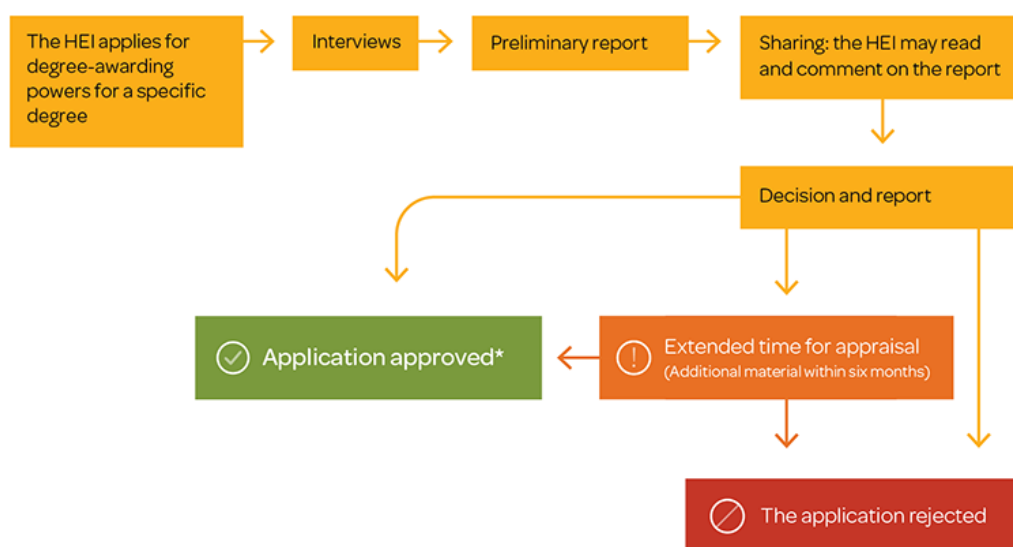 The HEI applies for
degree-awarding
powers for a specific
degree
Interviews
Preliminary report
Sharing: the HEI may read
and comment on the report
Decision and report
Application approved*
Extended time for appraisal
(Additional material within six months)
The application rejected